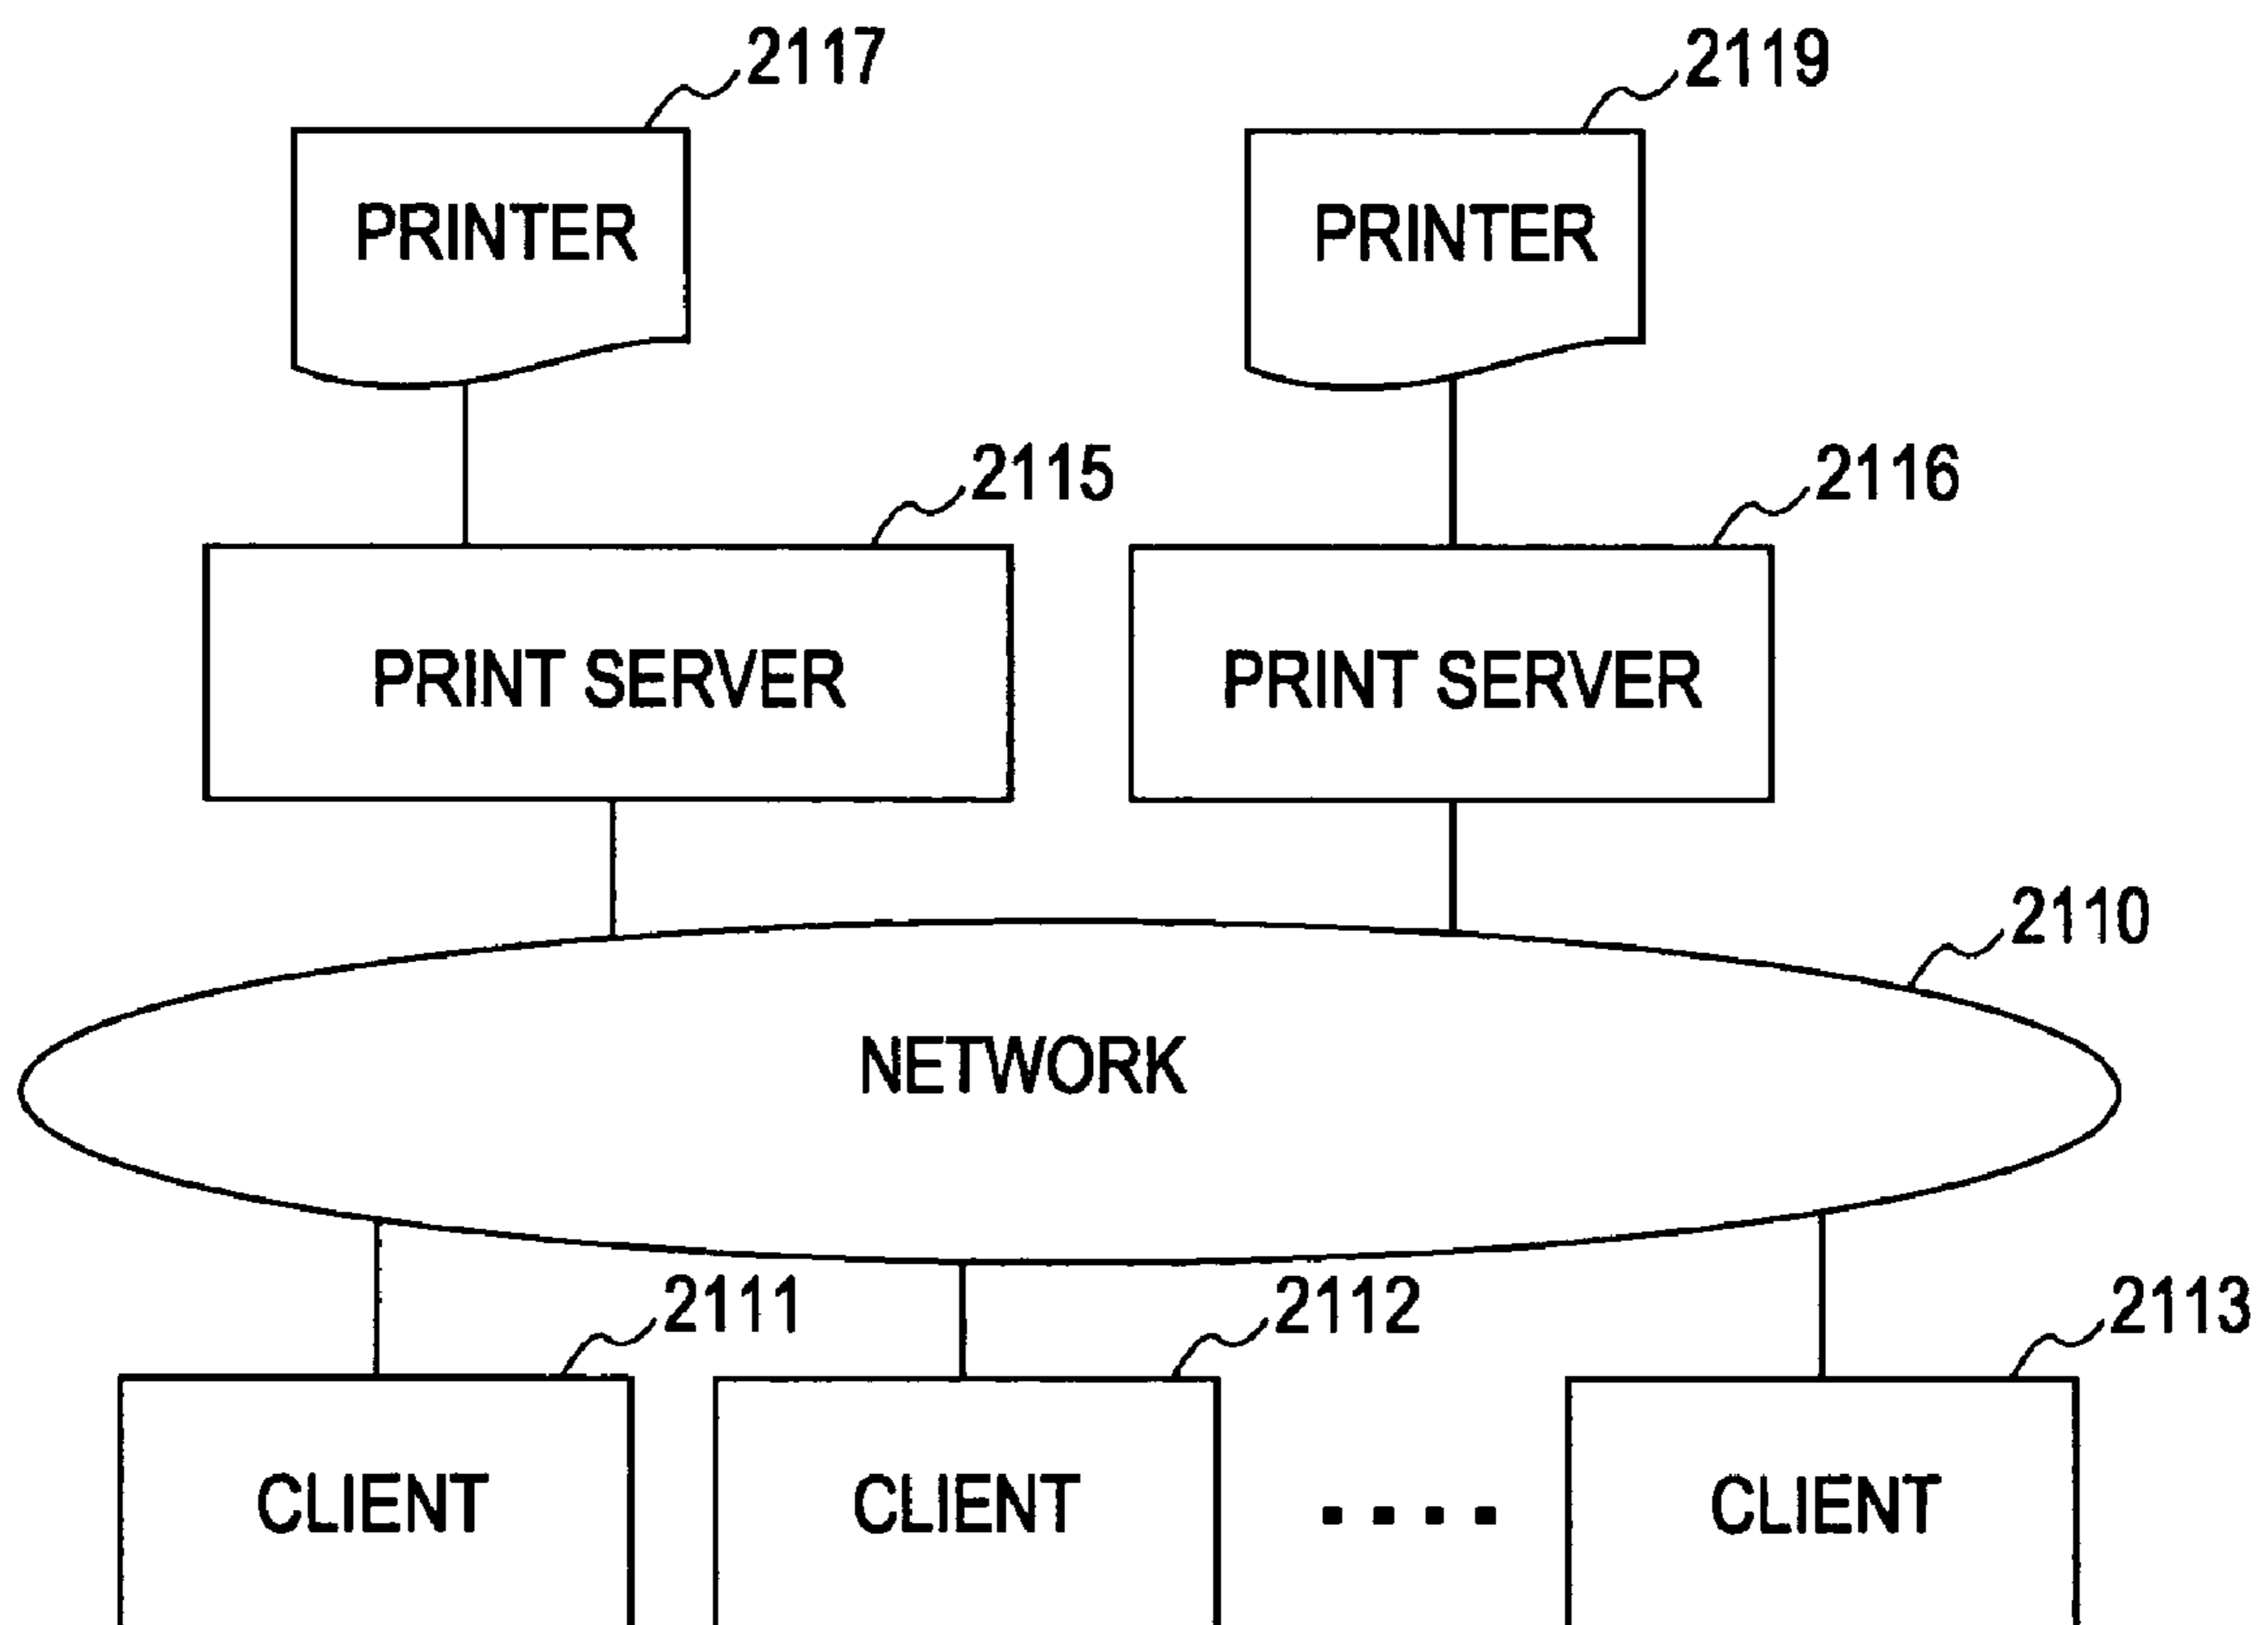 2117
2119
PRINTER
PRINTER
2115
2116
PRINT SERVER
PRINT SERVER
2110
NETWORK
2111
2112
2113
CLIENT
CLIENT
CLIENT